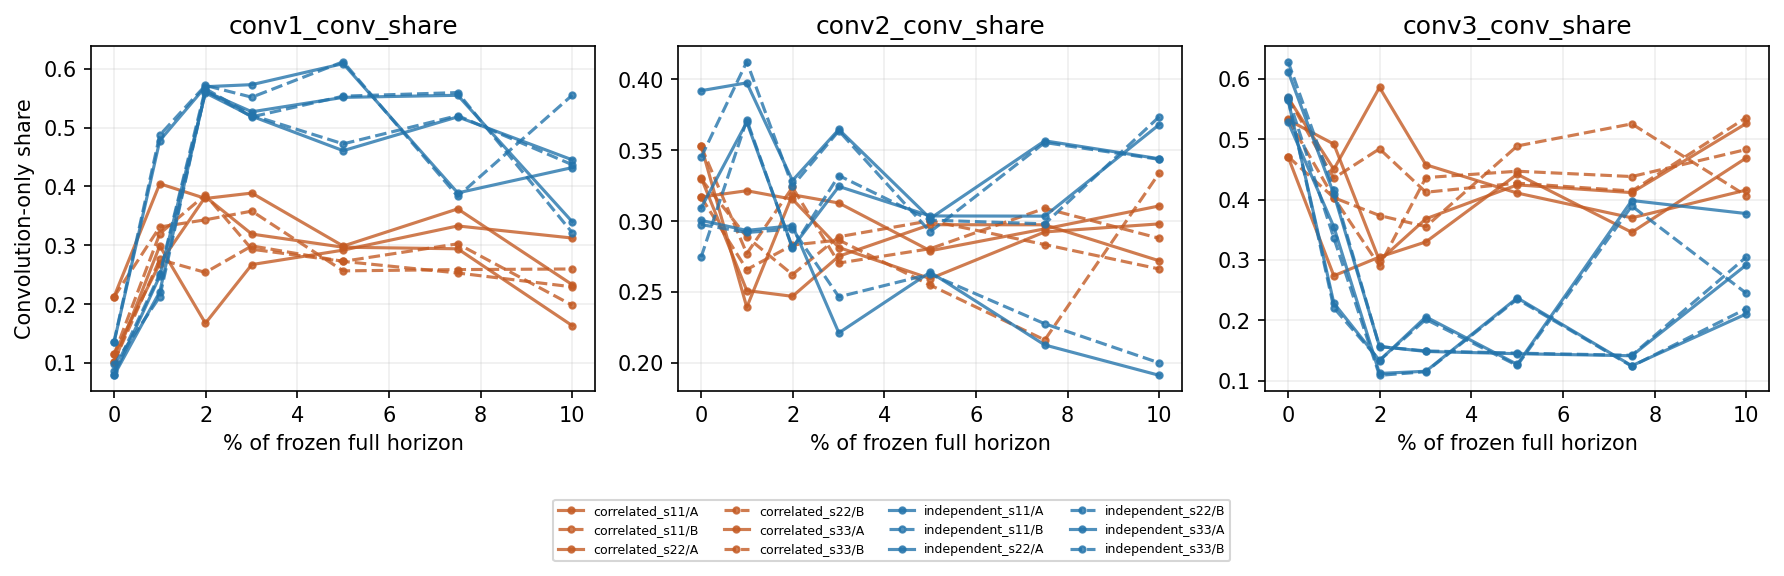 conv1_conv_share
conv2_conv_share
conv3_conv_share
Convolution-only share
0.6
0.5
0.4
0.3
0.2
0.1
0 2 4 6 8 10
% of frozen full horizon
0.40
0.35
0.30
0.25
0.20
0 2 4 6 8 10
% of frozen full horizon
0.6
0.5
0.4
0.3
0.2
0.1
0 2 4 6 8 10
% of frozen full horizon
correlated_s11/A
correlated_s11/B
correlated_s22/A
correlated_s22/B
correlated_s33/A
correlated_s33/B
independent_s11/A
independent_s11/B
independent_s22/A
independent_s22/B
independent_s33/A
independent_s33/B